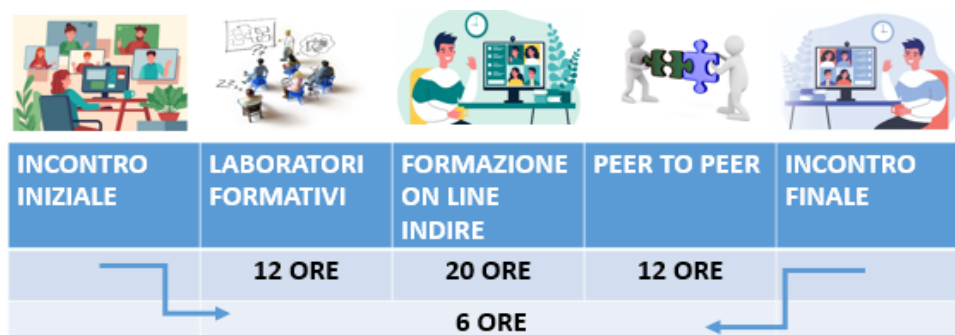 INCONTRO
INIZIALE
LABORATORI
FORMATIVI
FORMAZIONE
ON LINE
INDIRE
PEER TO PEER
INCONTRO
FINALE
12 ORE
20 ORE
12 ORE
6 ORE